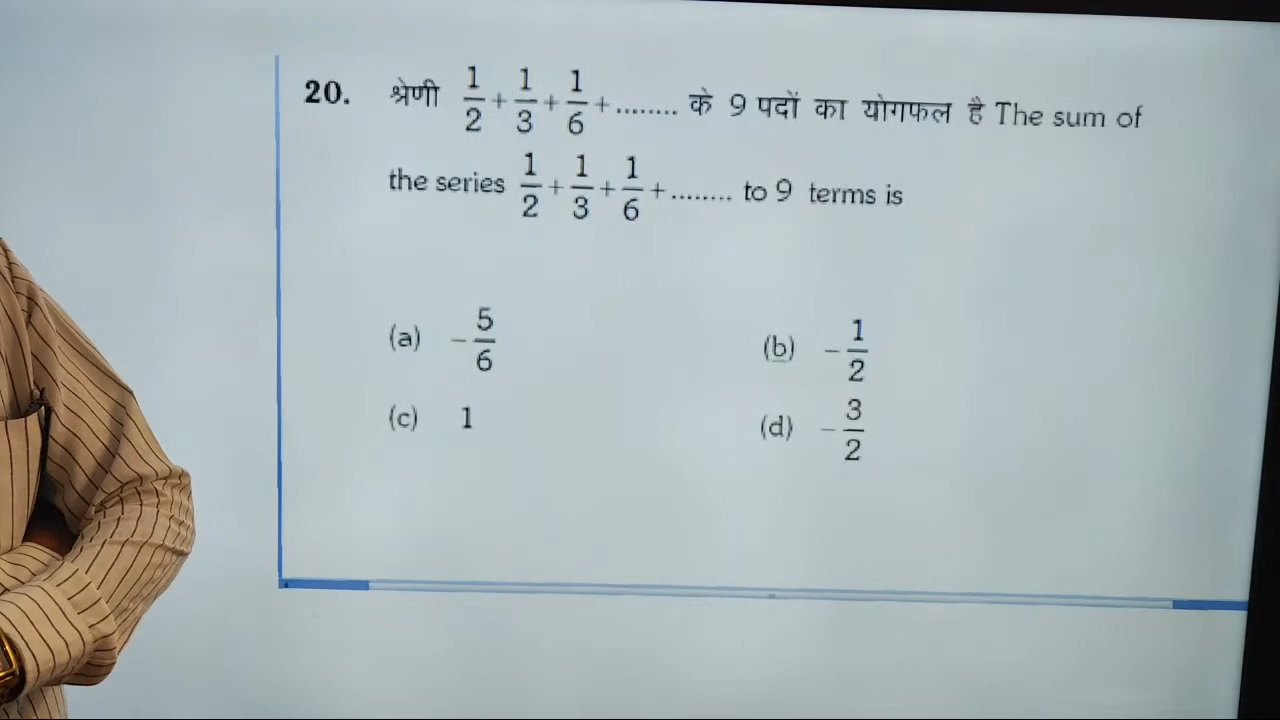 20. श्रेणी 1/2 + 1/3 + 1/6 + ........ के 9 पदों का योगफल है The sum of
the series 1/2 + 1/3 + 1/6 + ........ to 9 terms is
(a) -5/6 (b) -1/2
(c) 1 (d) -3/2